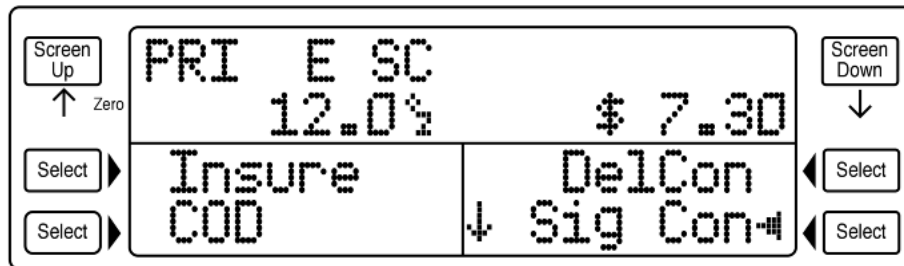 Screen Up
Screen Down
PRI E SC
Zero
12.0 $ 7.30
Select Insure DelCon Select
Select COD Sig Con Select